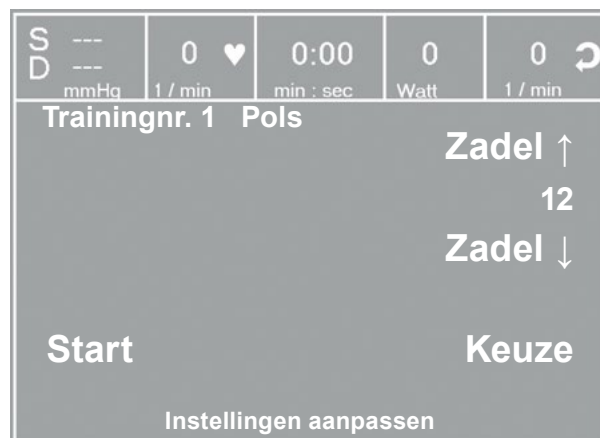 S --- 0 ♥ 0:00 0 0
D ---
mmHg 1 / min min : sec Watt 1 / min
Trainingnr. 1 Pols
Zadel ↑
12
Zadel ↓
Start Keuze
Instellingen aanpassen